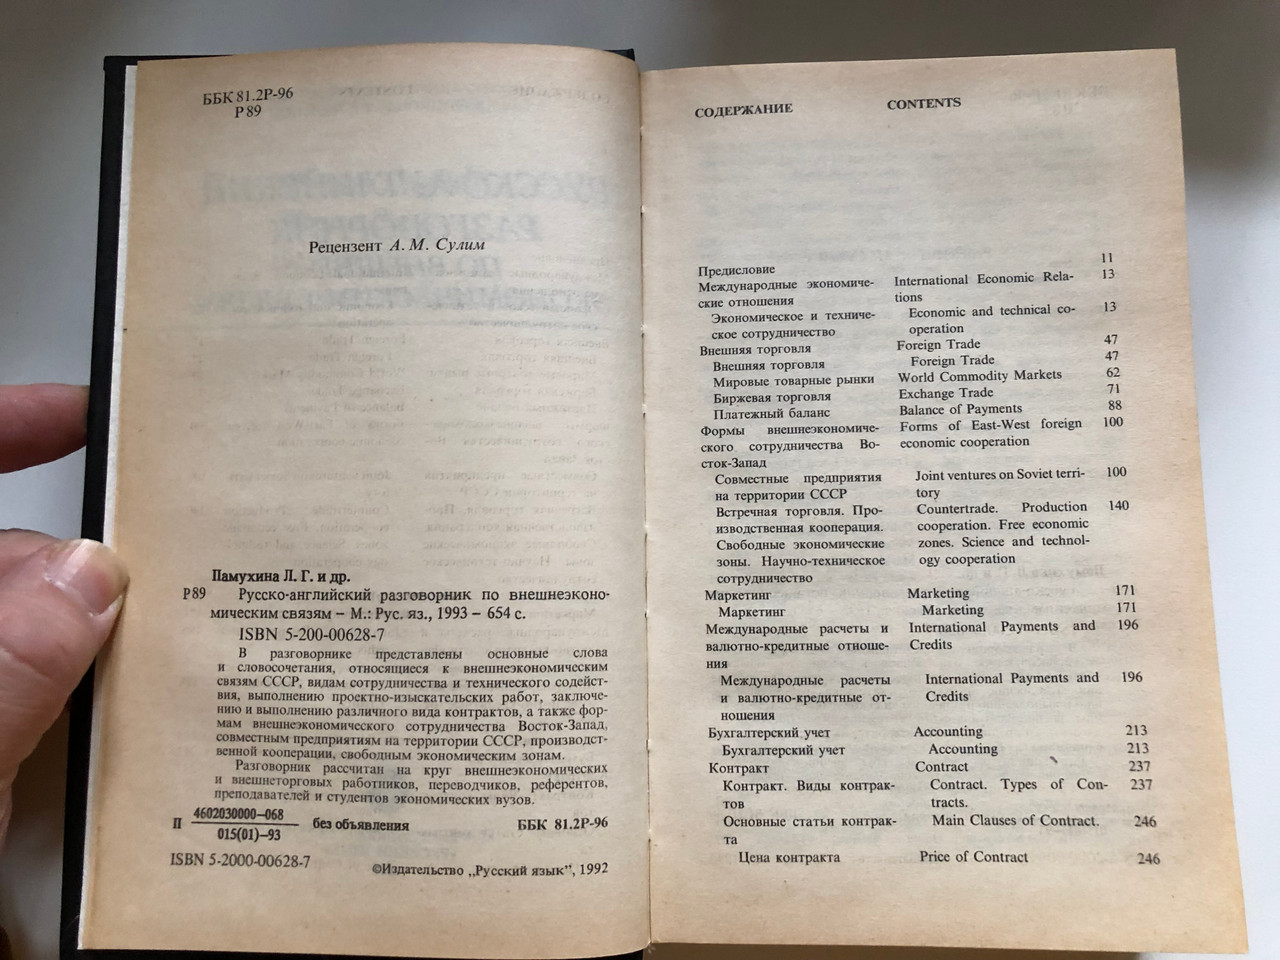 ББК 81.2Р-96
Р 89
Рецензент А. М. Сулим
Памухина Л. Г. и др.
Р89 Русско-английский разговорник по внешнеэконо-
мическим связям – М.: Рус. яз., 1993 – 654 с.
ISBN 5-200-00628-7
В разговорнике представлены основные слова
и словосочетания, относящиеся к внешнеэкономическим
связям СССР, видам сотрудничества и технического содейст-
вия, выполнению проектно-изыскательских работ, заключе-
нию и выполнению различного вида контрактов, а также фор-
мам внешнеэкономического сотрудничества Восток-Запад,
совместным предприятиям на территории СССР, производст-
венной кооперации, свободным экономическим зонам.
Разговорник рассчитан на круг внешнеэкономических
и внешнеторговых работников, переводчиков, референтов,
преподавателей и студентов экономических вузов.
П 4602030000–068 без объявления ББК 81.2Р-96
015(01)–93
ISBN 5-2000-00628-7
©Издательство „Русский язык”, 1992
СОДЕРЖАНИЕ CONTENTS
Предисловие 11
Международные экономиче- International Economic Rela- 13
ские отношения tions
Экономическое и техниче- Economic and technical co- 13
ское сотрудничество operation
Внешняя торговля Foreign Trade 47
Внешняя торговля Foreign Trade 47
Мировые товарные рынки World Commodity Markets 62
Биржевая торговля Exchange Trade 71
Платежный баланс Balance of Payments 88
Формы внешнеэкономиче- Forms of East-West foreign 100
ского сотрудничества Во- economic cooperation
сток-Запад
Совместные предприятия Joint ventures on Soviet terri- 100
на территории СССР tory
Встречная торговля. Про- Countertrade. Production 140
изводственная кооперация. cooperation. Free economic
Свободные экономические zones. Science and technol-
зоны. Научно-техническое ogy cooperation
сотрудничество
Маркетинг Marketing 171
Маркетинг Marketing 171
Международные расчеты и International Payments and 196
валютно-кредитные отноше- Credits
ния
Международные расчеты International Payments and 196
и валютно-кредитные от- Credits
ношения
Бухгалтерский учет Accounting 213
Бухгалтерский учет Accounting 213
Контракт Contract 237
Контракт. Виды контрак- Contract. Types of Con- 237
тов tracts.
Основные статьи контрак- Main Clauses of Contract. 246
та
Цена контракта Price of Contract 246